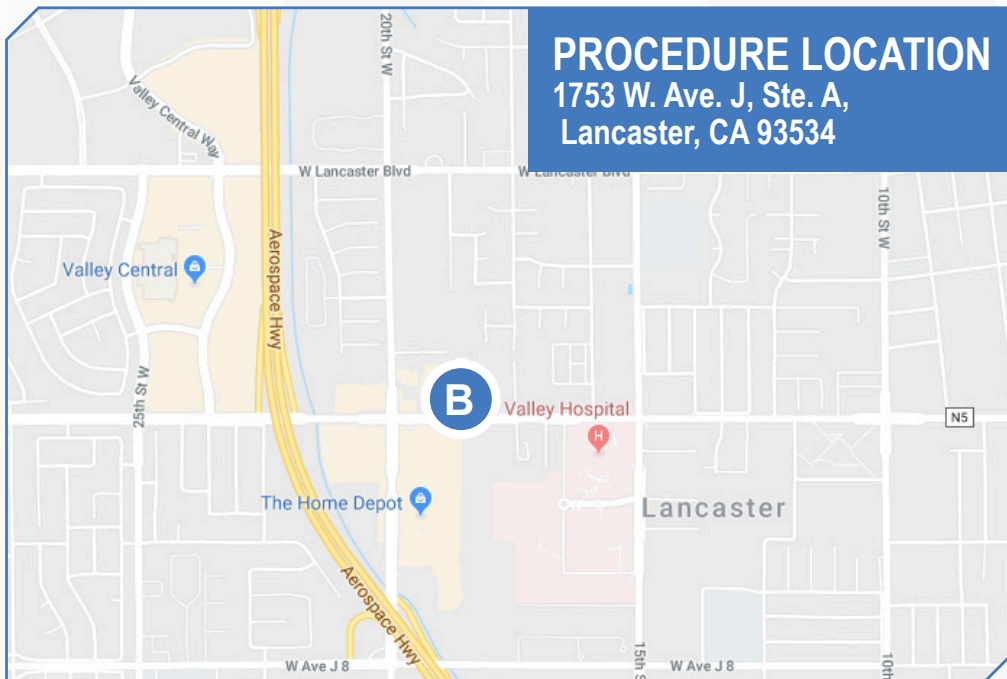 PROCEDURE LOCATION
1753 W. Ave. J, Ste. A,
Lancaster, CA 93534
20th St W
Valley Central Way
W Lancaster Blvd
W Lancaster Blvd
10th St W
Aerospace Hwy
Valley Central
25th St W
B
Valley Hospital
H
N5
The Home Depot
Lancaster
Aerospace Hwy
W Ave J 8
15th S
W Ave J 8
10th